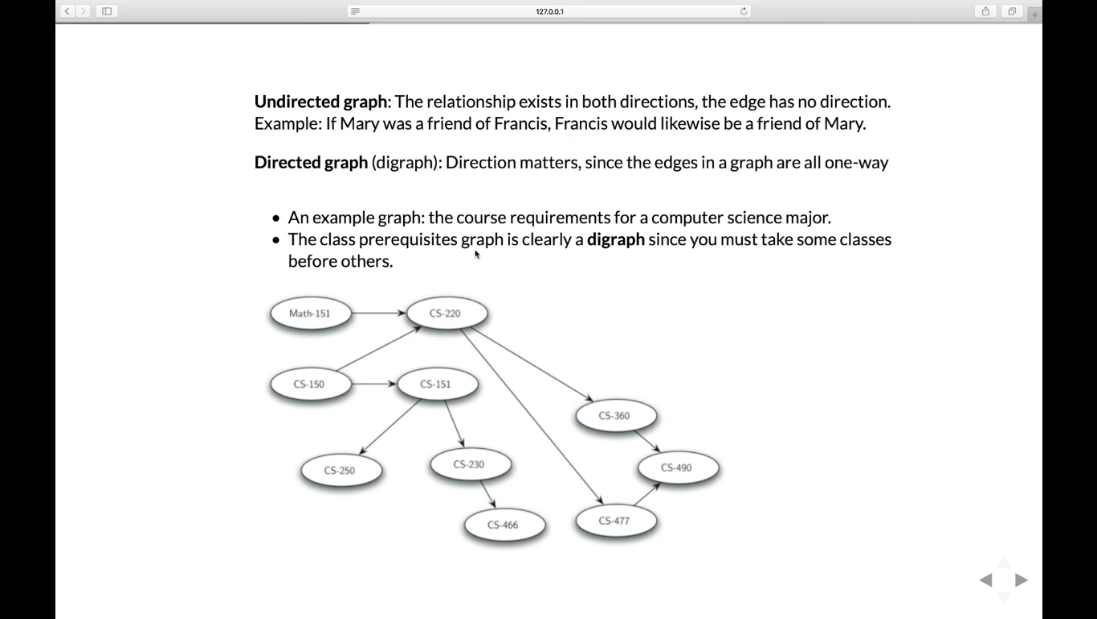 127.0.0.1
Undirected graph: The relationship exists in both directions, the edge has no direction.
Example: If Mary was a friend of Francis, Francis would likewise be a friend of Mary.
Directed graph (digraph): Direction matters, since the edges in a graph are all one-way
• An example graph: the course requirements for a computer science major.
• The class prerequisites graph is clearly a digraph since you must take some classes
before others.
Math-151
CS-220
CS-150
CS-151
CS-360
CS-250
CS-230
CS-490
CS-466
CS-477